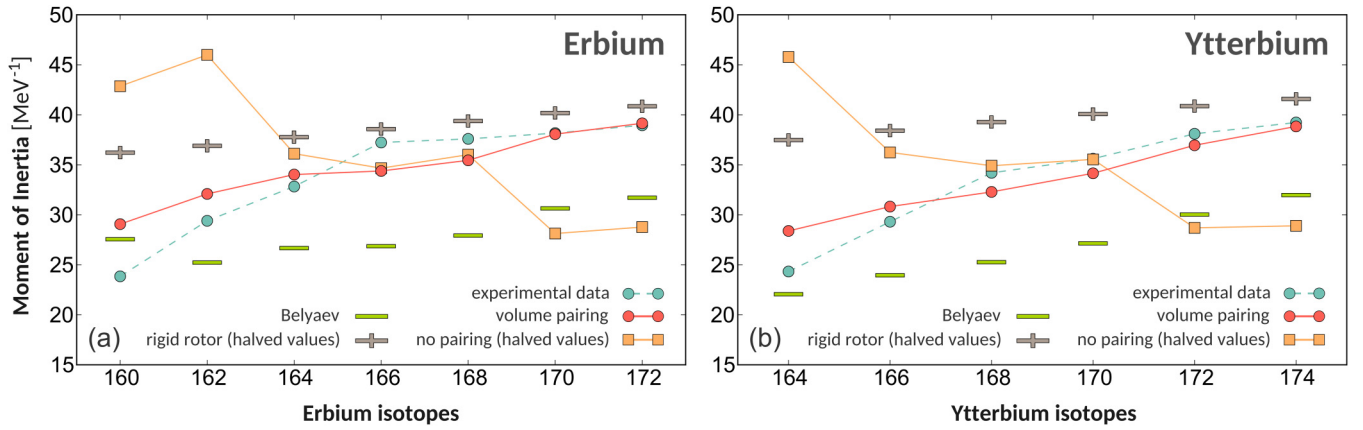 Moment of Inertia [MeV⁻¹]
50
45
40
35
30
25
20
15
Erbium
experimental data
Belyaev
volume pairing
rigid rotor (halved values)
no pairing (halved values)
(a)
160 162 164 166 168 170 172
Erbium isotopes
50
45
40
35
30
25
20
15
Ytterbium
experimental data
Belyaev
volume pairing
rigid rotor (halved values)
no pairing (halved values)
(b)
164 166 168 170 172 174
Ytterbium isotopes